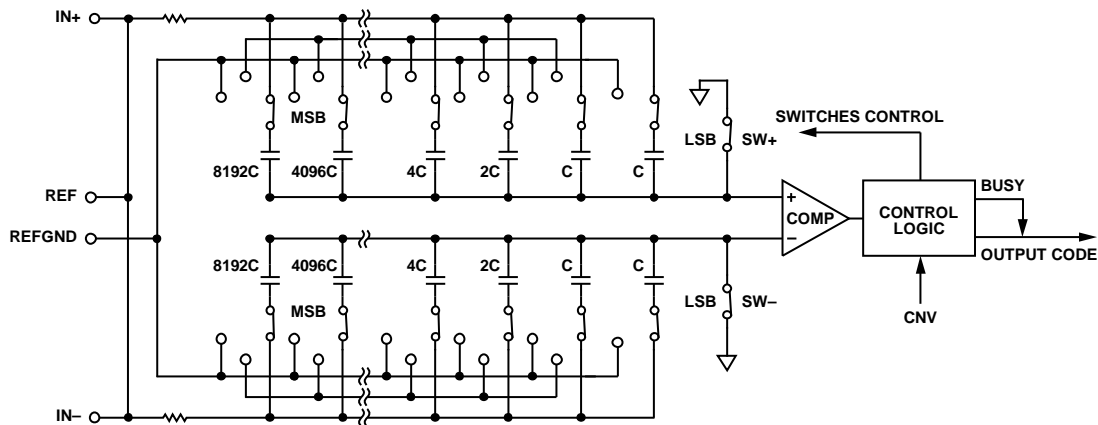 IN+
MSB
8192C 4096C 4C 2C C C
LSB SW+
SWITCHES CONTROL
REF
REFGND
+
COMP
−
CONTROL
LOGIC
BUSY
OUTPUT CODE
CNV
8192C 4096C 4C 2C C C
MSB
LSB SW−
IN−